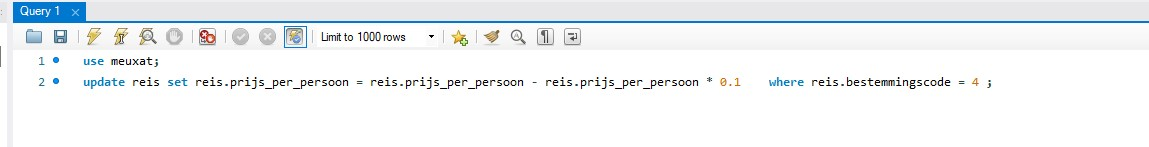 Query 1
Limit to 1000 rows
1 use meuxat;
2 update reis set reis.prijs_per_persoon = reis.prijs_per_persoon - reis.prijs_per_persoon * 0.1 where reis.bestemmingscode = 4 ;